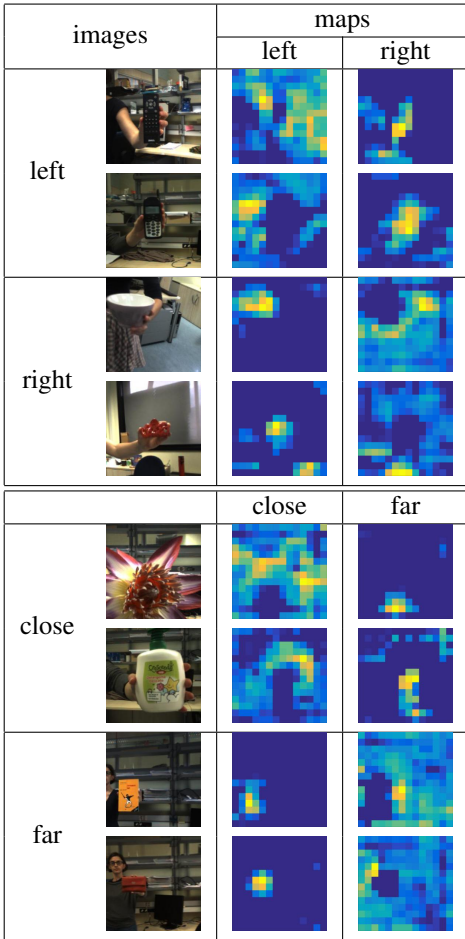 images maps
left right
left
right
close far
close
far